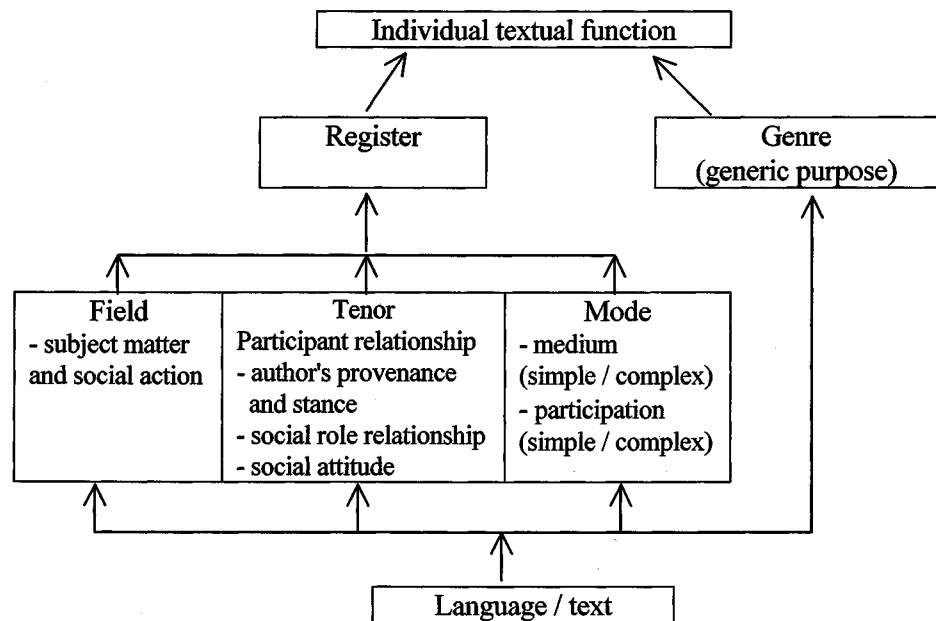 Individual textual function
Register
Genre
(generic purpose)
Field
- subject matter
and social action
Tenor
Participant relationship
- author's provenance
and stance
- social role relationship
- social attitude
Mode
- medium
(simple / complex)
- participation
(simple / complex)
Language / text